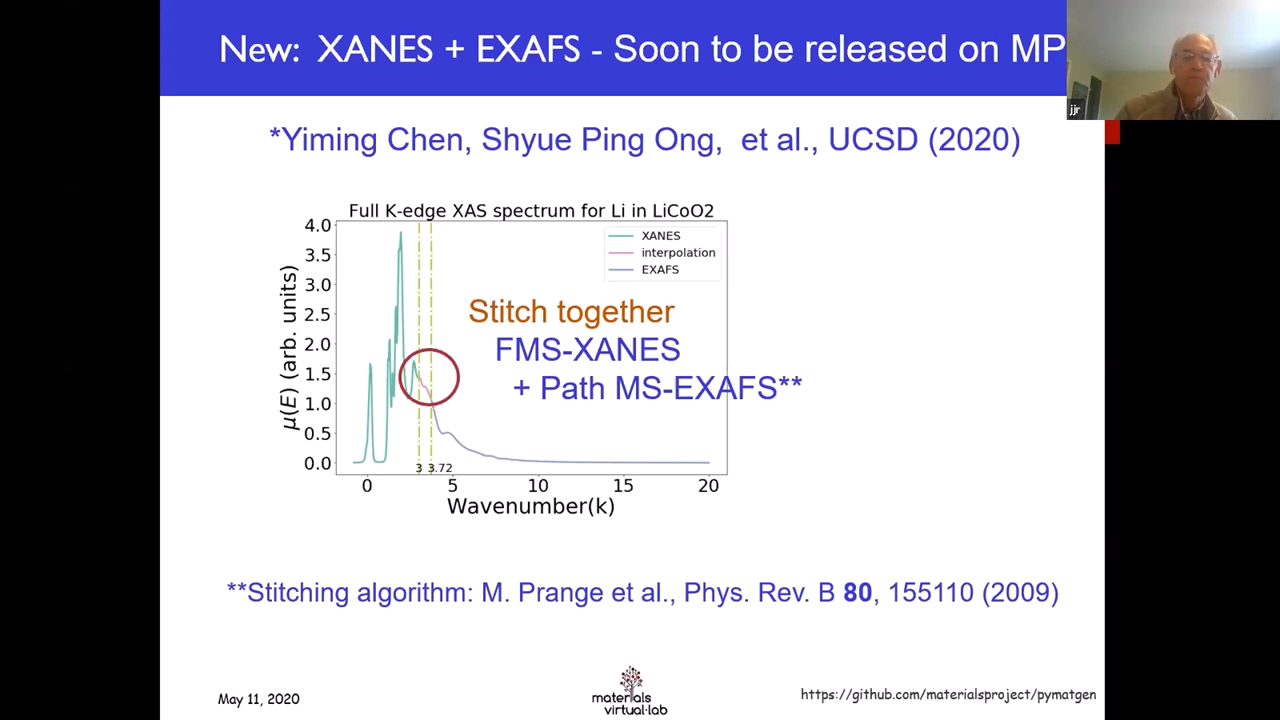 New: XANES + EXAFS - Soon to be released on MP
jjr
*Yiming Chen, Shyue Ping Ong, et al., UCSD (2020)
Full K-edge XAS spectrum for Li in LiCoO2
μ(E) (arb. units)
4.0
3.5
3.0
2.5
2.0
1.5
1.0
0.5
0.0
XANES
interpolation
EXAFS
Stitch together
FMS-XANES
+ Path MS-EXAFS**
3 3.72
0 5 10 15 20
Wavenumber(k)
**Stitching algorithm: M. Prange et al., Phys. Rev. B 80, 155110 (2009)
May 11, 2020
materials
virtual·lab
https://github.com/materialsproject/pymatgen